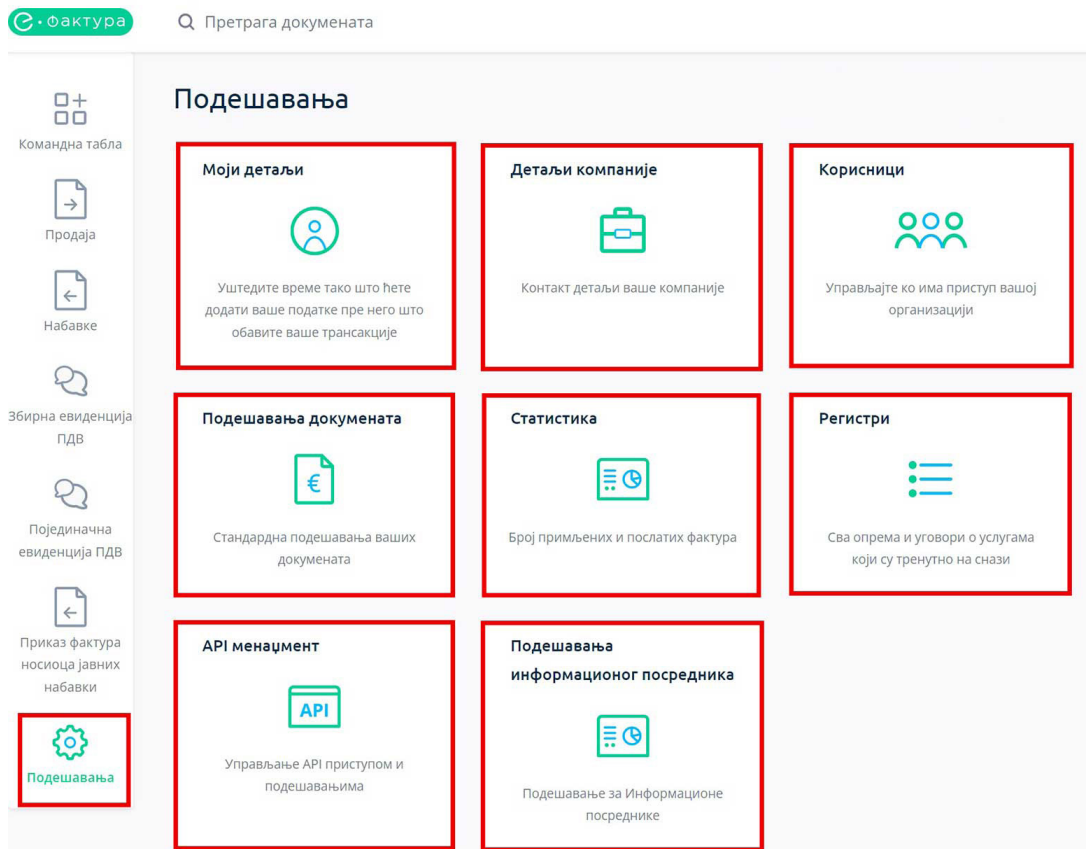 е·Фактура
Претрага докумената
Командна табла
Продаја
Набавке
Збирна евиденција
ПДВ
Појединачна
евиденција ПДВ
Приказ фактура
носиоца јавних
набавки
Подешавања
Подешавања
Моји детаљи
Уштедите време тако што ћете
додати ваше податке пре него што
обавите ваше трансакције
Детаљи компаније
Контакт детаљи ваше компаније
Корисници
Управљајте ко има приступ вашој
организацији
Подешавања докумената
€
Стандардна подешавања ваших
докумената
Статистика
Број примљених и послатих фактура
Регистри
Сва опрема и уговори о услугама
који су тренутно на снази
API менаџмент
API
Управљање API приступом и
подешавањима
Подешавања
информационог посредника
Подешавање за Информационе
посреднике